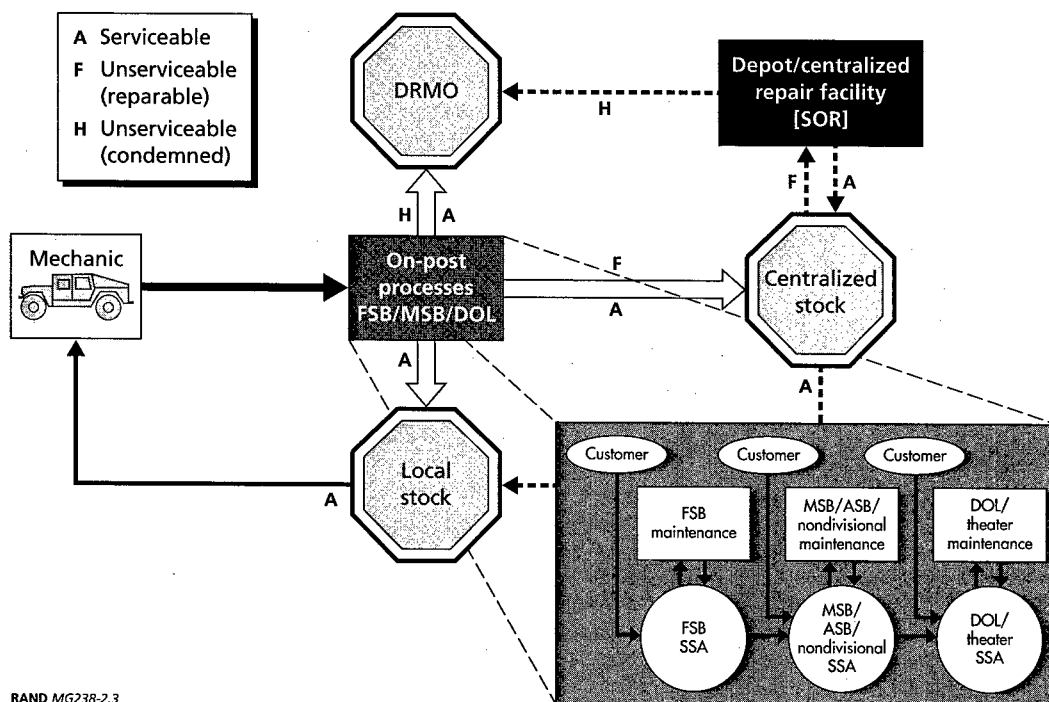 A Serviceable
F Unserviceable
(reparable)
H Unserviceable
(condemned)
DRMO
Depot/centralized
repair facility
[SOR]
H
F
A
H
A
Mechanic
On-post
processes
FSB/MSB/DOL
F
A
Centralized
stock
A
A
Local
stock
A
Customer
Customer
Customer
FSB
maintenance
MSB/ASB/
nondivisional
maintenance
DOL/
theater
maintenance
FSB
SSA
MSB/
ASB/
nondivisional
SSA
DOL/
theater
SSA
RAND MG238-2.3